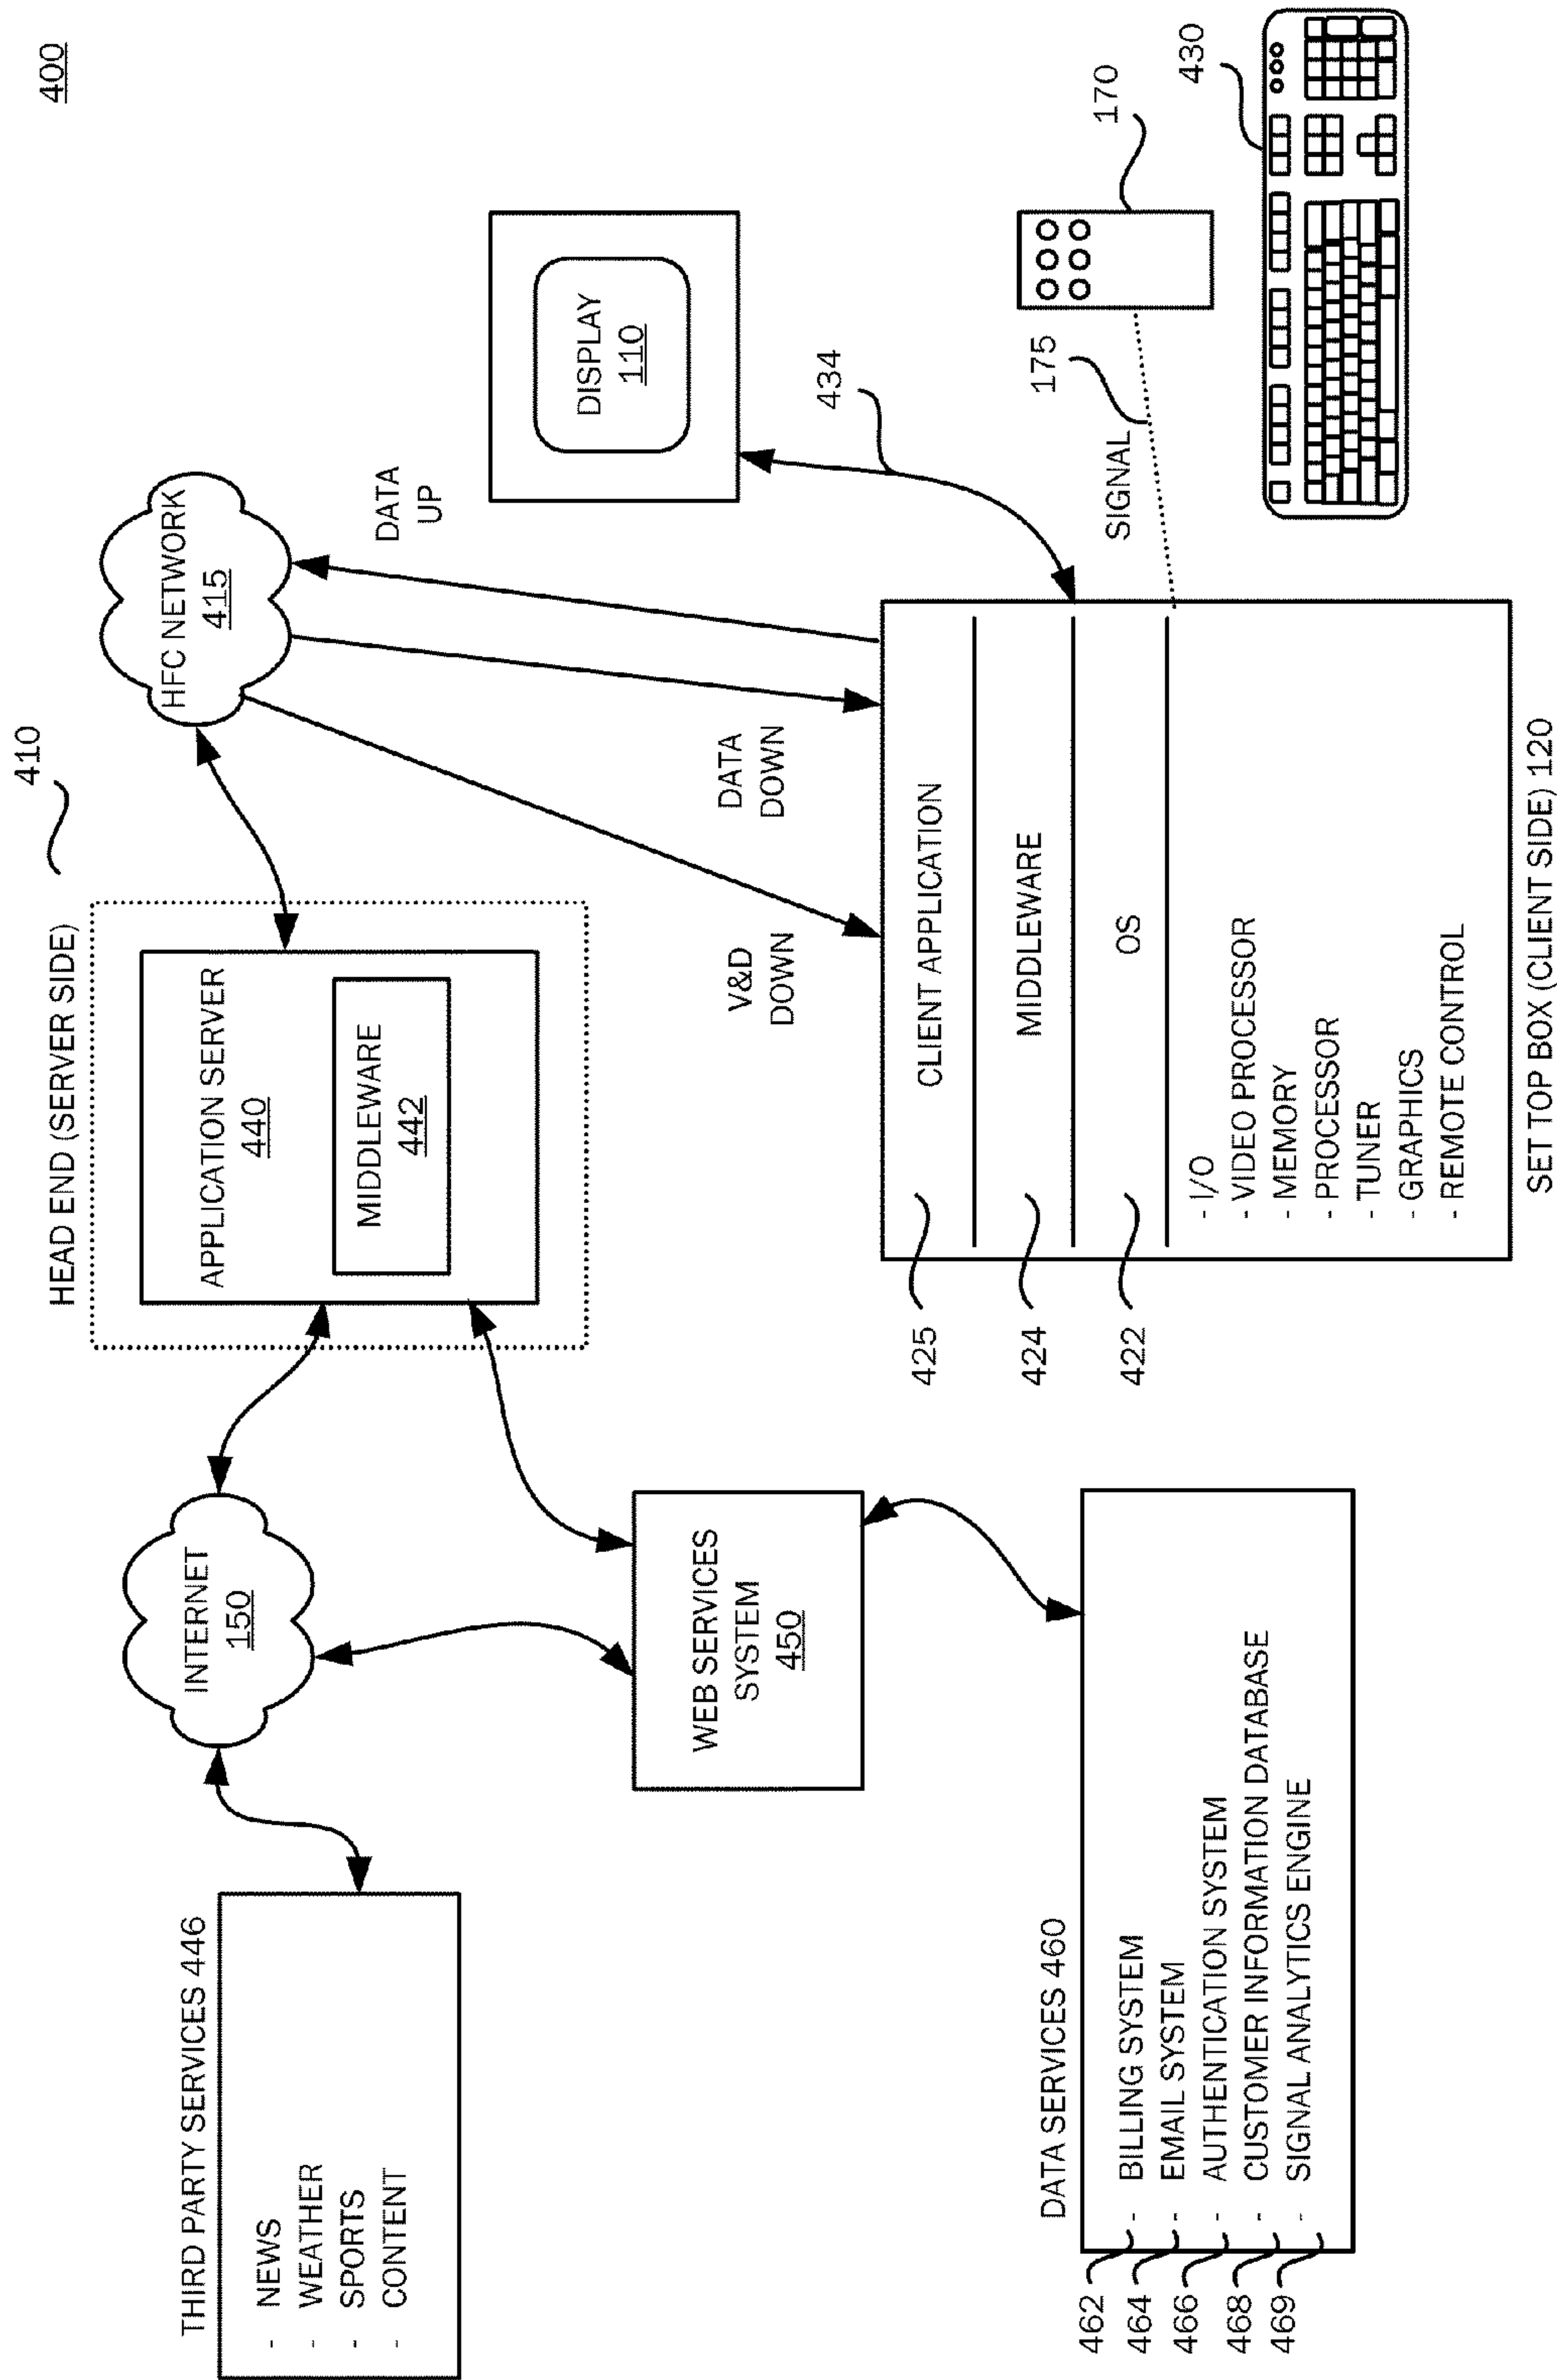 400
410
HEAD END (SERVER SIDE)
THIRD PARTY SERVICES 446
- NEWS
- WEATHER
- SPORTS
- CONTENT
INTERNET
150
APPLICATION SERVER
440
MIDDLEWARE
442
HFC NETWORK
415
DATA
UP
DATA
DOWN
V&D
DOWN
DISPLAY
110
434
WEB SERVICES
SYSTEM
450
DATA SERVICES 460
462
- BILLING SYSTEM
464
- EMAIL SYSTEM
466
- AUTHENTICATION SYSTEM
468
- CUSTOMER INFORMATION DATABASE
469
- SIGNAL ANALYTICS ENGINE
425
CLIENT APPLICATION
424
MIDDLEWARE
422
OS
- I/O
- VIDEO PROCESSOR
- MEMORY
- PROCESSOR
- TUNER
- GRAPHICS
- REMOTE CONTROL
SET TOP BOX (CLIENT SIDE) 120
SIGNAL
175
170
430